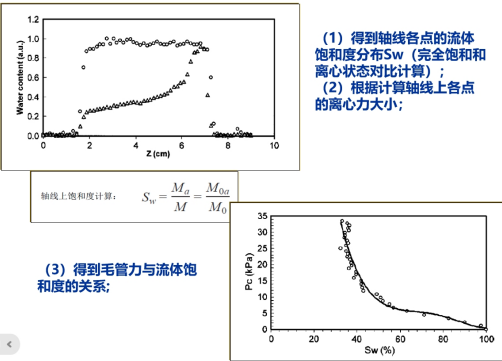 1.2
1.0
0.8
0.6
0.4
0.2
0.0
Water content (a.u.)
0 2 4 6 8 10
Z (cm)
（1）得到轴线各点的流体
饱和度分布Sw（完全饱和和
离心状态对比计算）；
（2）根据计算轴线上各点
的离心力大小；
轴线上饱和度计算： S_w = M_a / M = M_{0a} / M_0
（3）得到毛管力与流体饱
和度的关系；
35
30
25
20
15
10
5
0
Pc (kPa)
0 20 40 60 80 100
Sw (%)